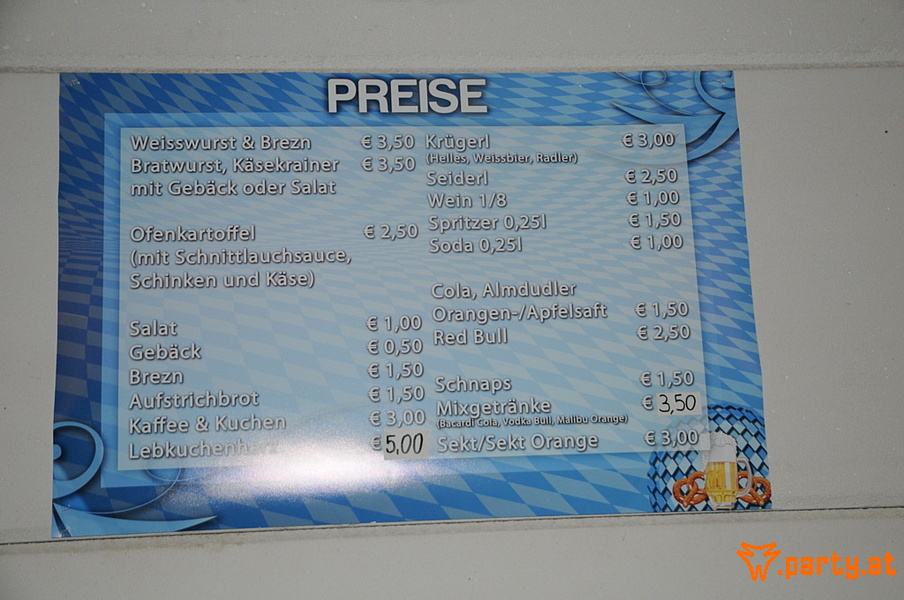 PREISE
Weisswurst & Brezn € 3,50
Bratwurst, Käsekrainer € 3,50
mit Gebäck oder Salat
Ofenkartoffel € 2,50
(mit Schnittlauchsauce,
Schinken und Käse)
Salat € 1,00
Gebäck € 0,50
Brezn € 1,50
Aufstrichbrot € 1,50
Kaffee & Kuchen € 3,00
€ 5,00
Krügerl € 3,00
(Helles, Weissbier, Radler)
Seiderl € 2,50
Wein 1/8 € 1,00
Spritzer 0,25l € 1,50
Soda 0,25l € 1,00
Cola, Almdudler
Orangen-/Apfelsaft € 1,50
Red Bull € 2,50
Schnaps € 1,50
Mixgetränke € 3,50
(Bacardi Cola, Vodka Bull, Malibu Orange)
Sekt/Sekt Orange € 3,00
w.party.at